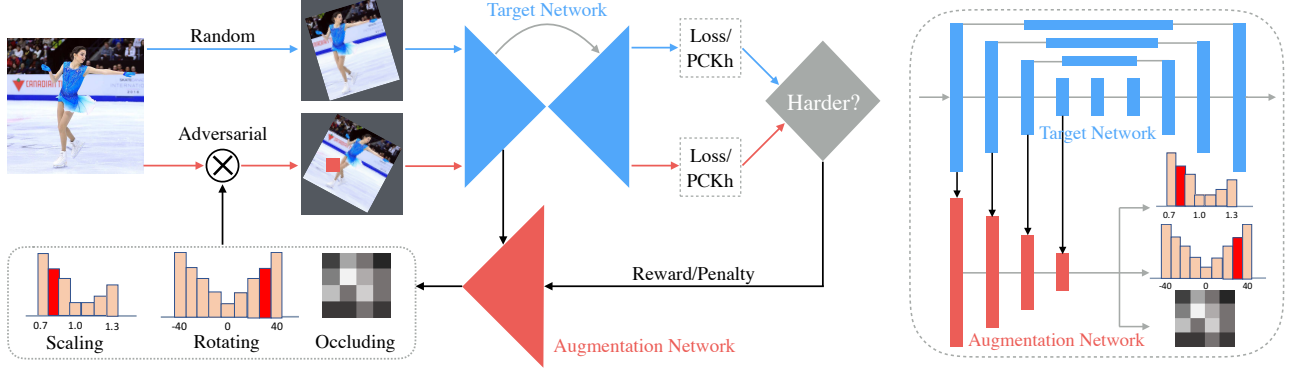 Target Network
Random
Loss/
PCKh
Harder?
Adversarial
Loss/
PCKh
Target Network
Reward/Penalty
0.7 1.0 1.3
Scaling
-40 0 40
Rotating
Occluding
Augmentation Network
0.7 1.0 1.3
-40 0 40
Augmentation Network